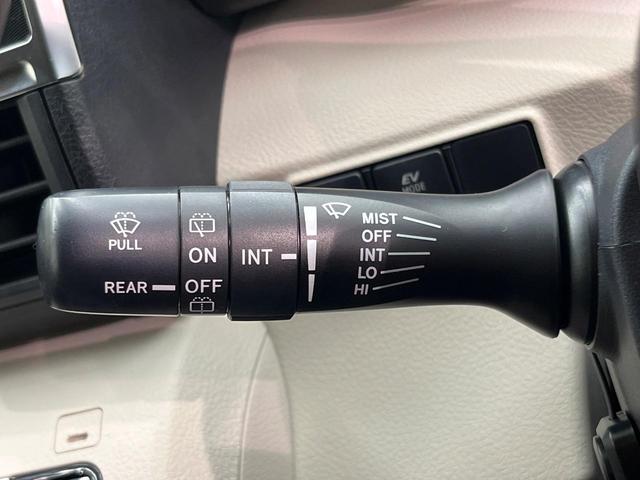 EV
MODE
MIST
OFF
INT
LO
HI
INT
ON
OFF
PULL
REAR